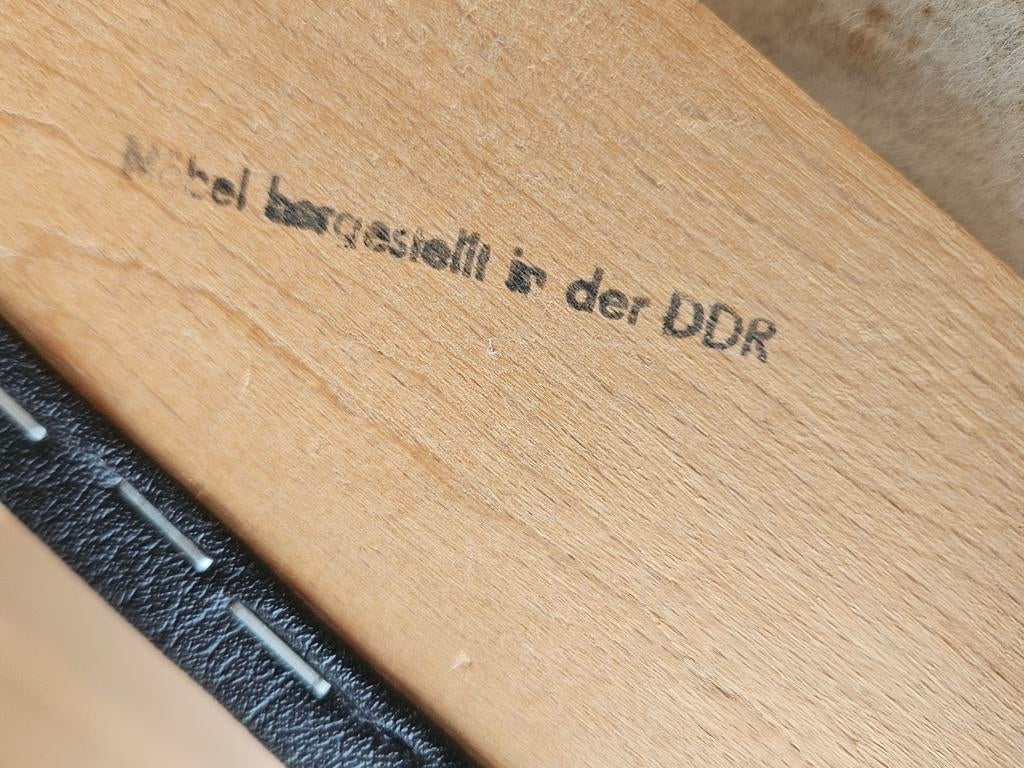 Möbel hergestellt in der DDR